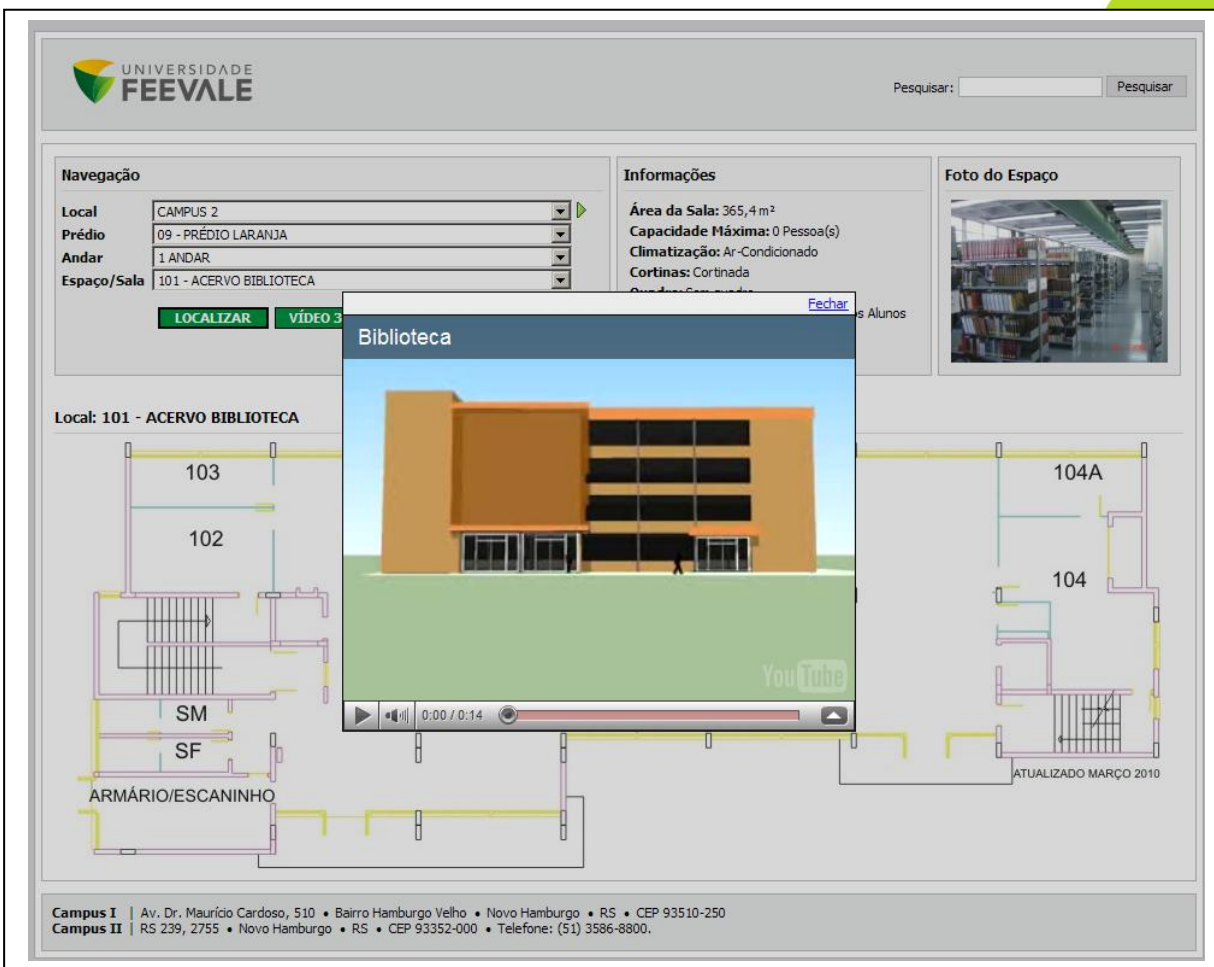 UNIVERSIDADE
FEEVALE
Pesquisar:
Pesquisar
Navegação
Local CAMPUS 2
Prédio 09 - PRÉDIO LARANJA
Andar 1 ANDAR
Espaço/Sala 101 - ACERVO BIBLIOTECA
LOCALIZAR VÍDEO 3
Informações
Área da Sala: 365,4 m²
Capacidade Máxima: 0 Pessoa(s)
Climatização: Ar-Condicionado
Cortinas: Cortinada
Alunos
Foto do Espaço
Fechar
Biblioteca
YouTube
0:00 / 0:14
Local: 101 - ACERVO BIBLIOTECA
103
104A
102
104
SM
SF
ARMÁRIO/ESCANINHO
ATUALIZADO MARÇO 2010
Campus I | Av. Dr. Maurício Cardoso, 510 • Bairro Hamburgo Velho • Novo Hamburgo • RS • CEP 93510-250
Campus II | RS 239, 2755 • Novo Hamburgo • RS • CEP 93352-000 • Telefone: (51) 3586-8800.